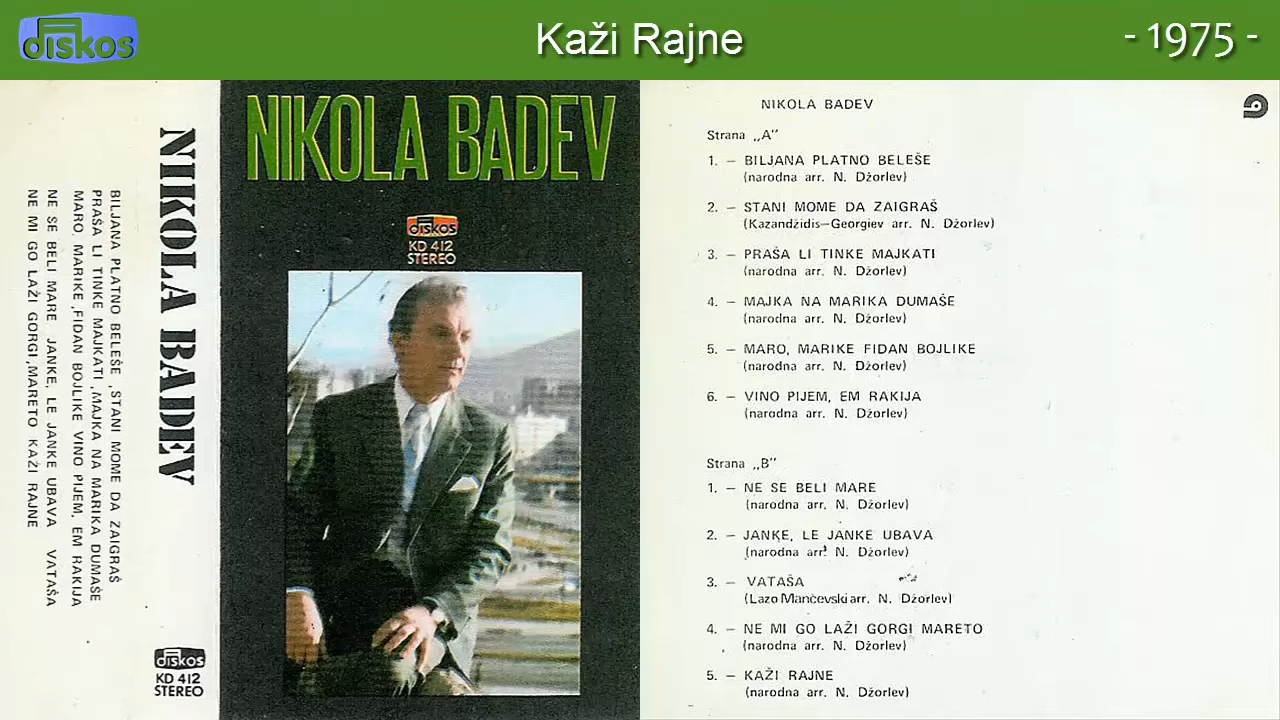 diskos
Kaži Rajne
- 1975 -
NIKOLA BADEV
BILJANA PLATNO BELEŠE , STANI MOME DA ZAIGRAŠ
PRAŠA LI TINKE MAJKATI ,MAJKA NA MARIKA DUMAŠE
MARO, MARIKE ,FIDAN BOJLIKE VINO PIJEM, EM RAKIJA
NE SE BELI MARE JANKE, LE JANKE UBAVA VATAŠA
NE MI GO LAŽI GORGI ,MARETO KAŽI RAJNE
diskos
KD 412
STEREO
NIKOLA BADEV
diskos
KD 412
STEREO
NIKOLA BADEV
Strana „A”
1. – BILJANA PLATNO BELEŠE
(narodna arr. N. Džorlev)
2. – STANI MOME DA ZAIGRAŠ
(Kazandžidis–Georgiev arr. N. Džorlev)
3. – PRAŠA LI TINKE MAJKATI
(narodna arr. N. Džorlev)
4. – MAJKA NA MARIKA DUMAŠE
(narodna arr. N. Džorlev)
5. – MARO, MARIKE FIDAN BOJLIKE
(narodna arr. N. Džorlev)
6. – VINO PIJEM, EM RAKIJA
(narodna arr. N. Džorlev)
Strana „B”
1. – NE SE BELI MARE
(narodna arr. N. Džorlev)
2. – JANKE, LE JANKE UBAVA
(narodna arr. N. Džorlev)
3. – VATAŠA
(Lazo Mančevski arr. N. Džorlev)
4. – NE MI GO LAŽI GORGI MARETO
(narodna arr. N. Džorlev)
5. – KAŽI RAJNE
(narodna arr. N. Džorlev)